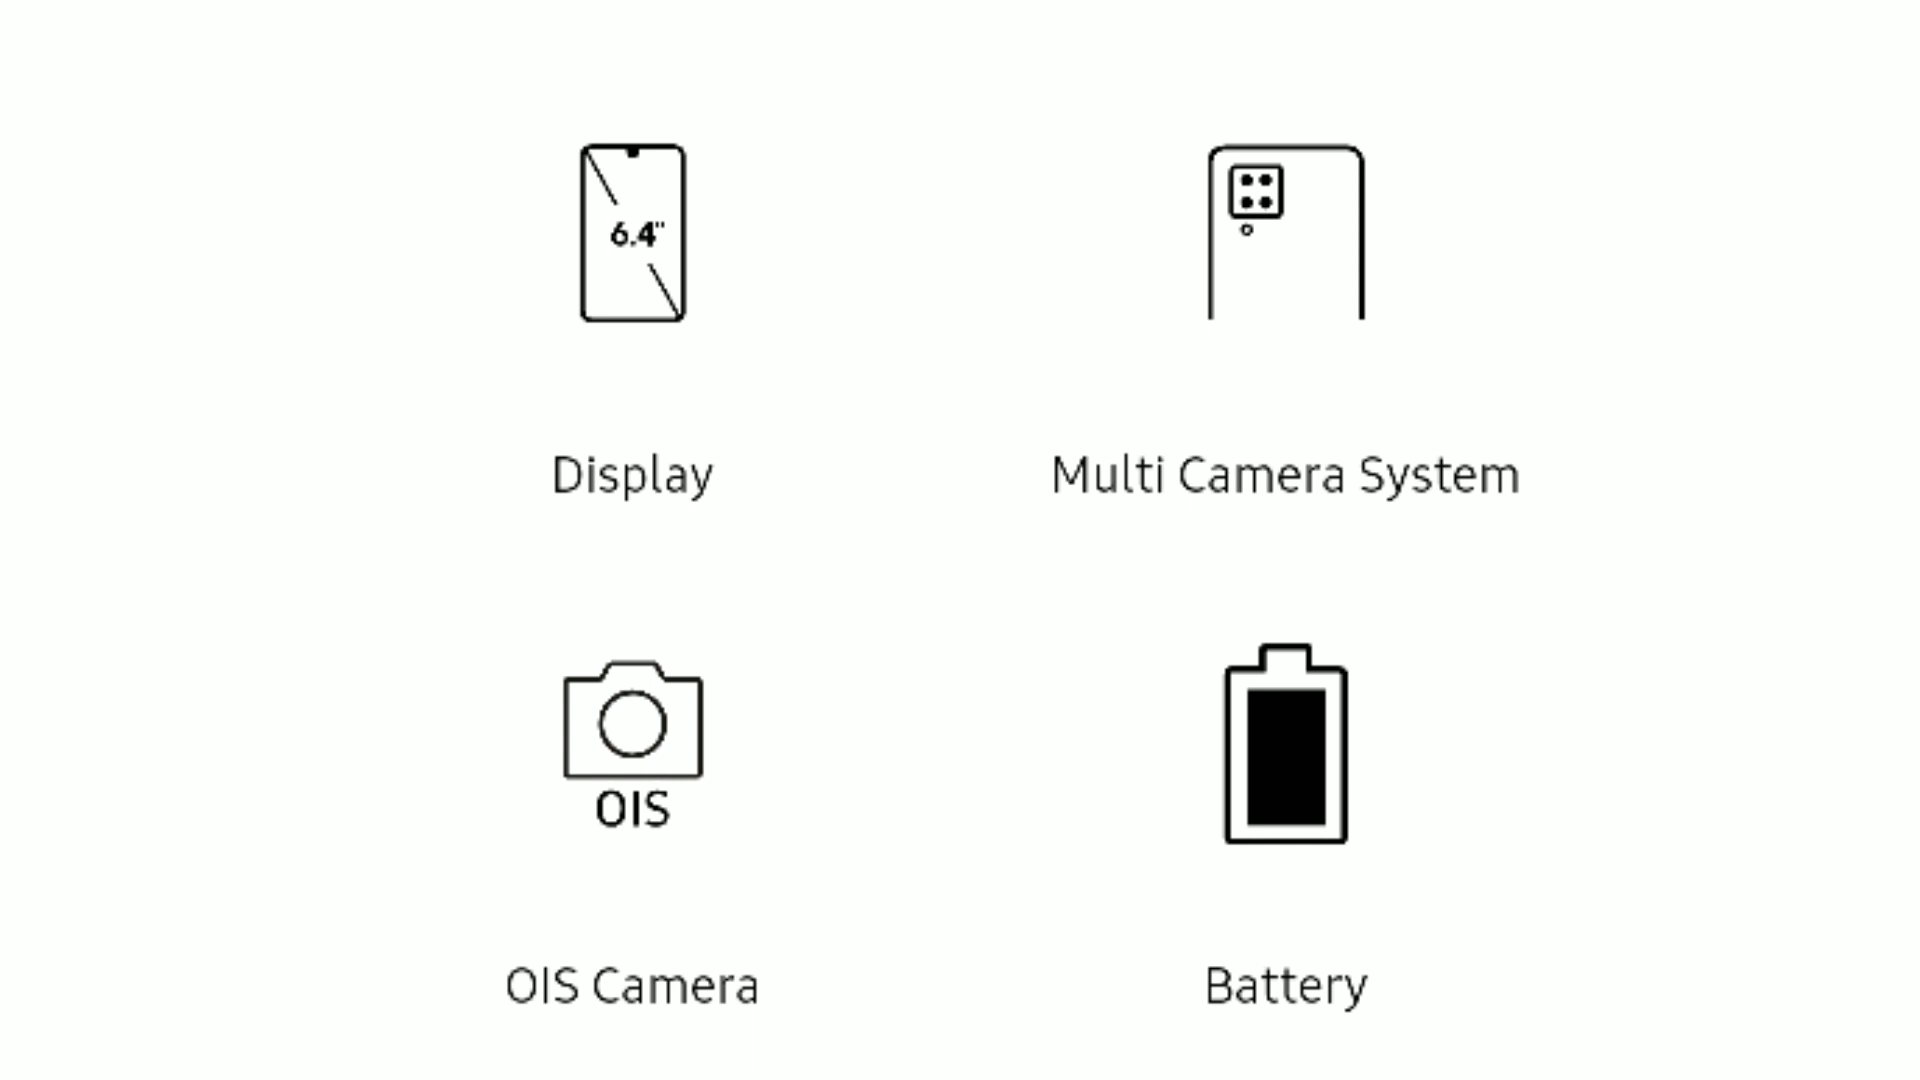 6.4"
Display
Multi Camera System
OIS
OIS Camera
Battery